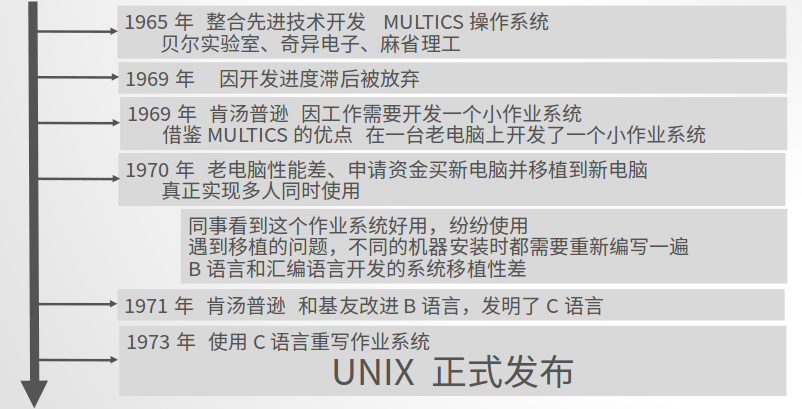 1965 年 整合先进技术开发 MULTICS 操作系统
贝尔实验室、奇异电子、麻省理工
1969 年 因开发进度滞后被放弃
1969 年 肯汤普逊 因工作需要开发一个小作业系统
借鉴 MULTICS 的优点 在一台老电脑上开发了一个小作业系统
1970 年 老电脑性能差、申请资金买新电脑并移植到新电脑
真正实现多人同时使用
同事看到这个作业系统好用，纷纷使用
遇到移植的问题，不同的机器安装时都需要重新编写一遍
B 语言和汇编语言开发的系统移植性差
1971 年 肯汤普逊 和基友改进 B 语言，发明了 C 语言
1973 年 使用 C 语言重写作业系统
UNIX 正式发布